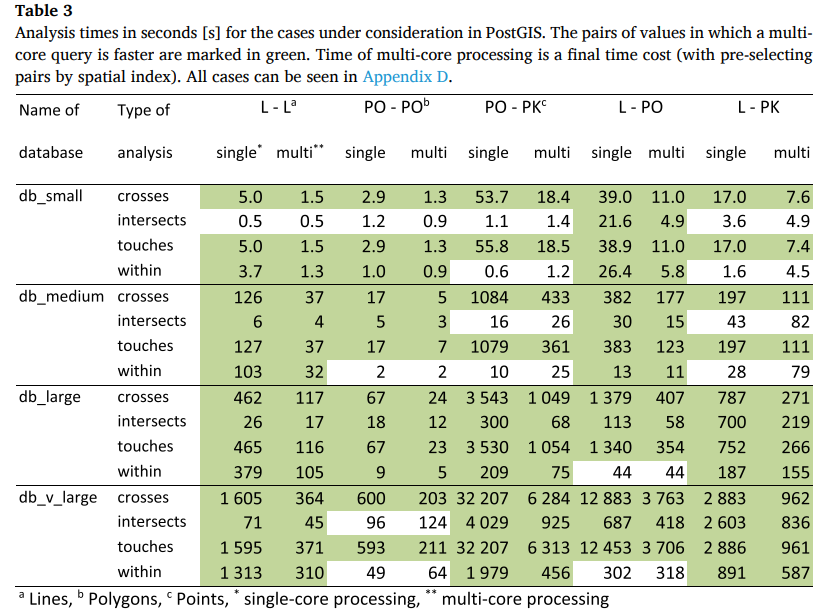 Table 3
Analysis times in seconds [s] for the cases under consideration in PostGIS. The pairs of values in which a multi-
core query is faster are marked in green. Time of multi-core processing is a final time cost (with pre-selecting
pairs by spatial index). All cases can be seen in Appendix D.
Name of Type of L - Lᵃ PO - POᵇ PO - PKᶜ L - PO L - PK
database analysis single* multi** single multi single multi single multi single multi
db_small crosses 5.0 1.5 2.9 1.3 53.7 18.4 39.0 11.0 17.0 7.6
intersects 0.5 0.5 1.2 0.9 1.1 1.4 21.6 4.9 3.6 4.9
touches 5.0 1.5 2.9 1.3 55.8 18.5 38.9 11.0 17.0 7.4
within 3.7 1.3 1.0 0.9 0.6 1.2 26.4 5.8 1.6 4.5
db_medium crosses 126 37 17 5 1084 433 382 177 197 111
intersects 6 4 5 3 16 26 30 15 43 82
touches 127 37 17 7 1079 361 383 123 197 111
within 103 32 2 2 10 25 13 11 28 79
db_large crosses 462 117 67 24 3 543 1 049 1 379 407 787 271
intersects 26 17 18 12 300 68 113 58 700 219
touches 465 116 67 23 3 530 1 054 1 340 354 752 266
within 379 105 9 5 209 75 44 44 187 155
db_v_large crosses 1 605 364 600 203 32 207 6 284 12 883 3 763 2 883 962
intersects 71 45 96 124 4 029 925 687 418 2 603 836
touches 1 595 371 593 211 32 207 6 313 12 453 3 706 2 886 961
within 1 313 310 49 64 1 979 456 302 318 891 587
ᵃ Lines, ᵇ Polygons, ᶜ Points, * single-core processing, ** multi-core processing